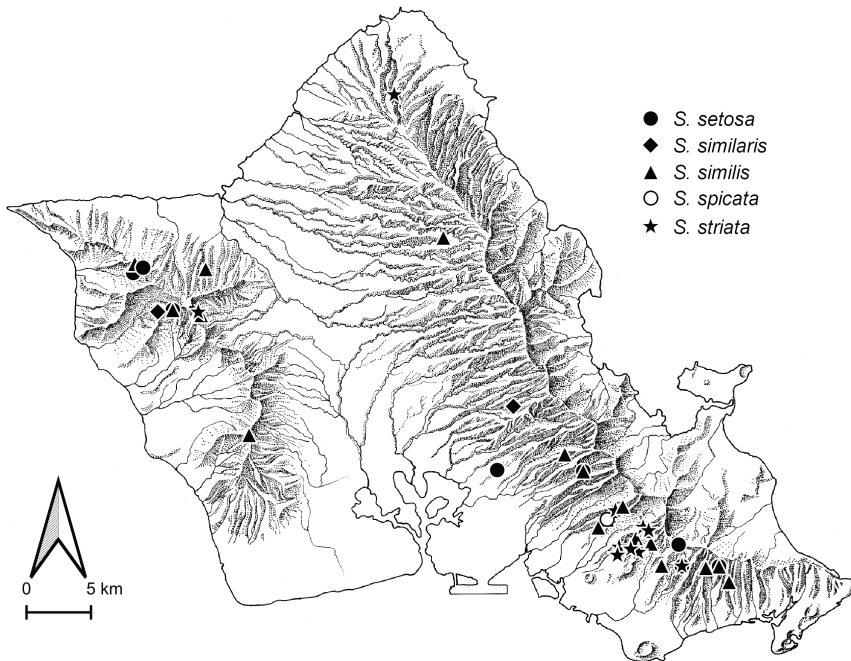 S. setosa
S. similaris
S. similis
S. spicata
S. striata
0 5 km